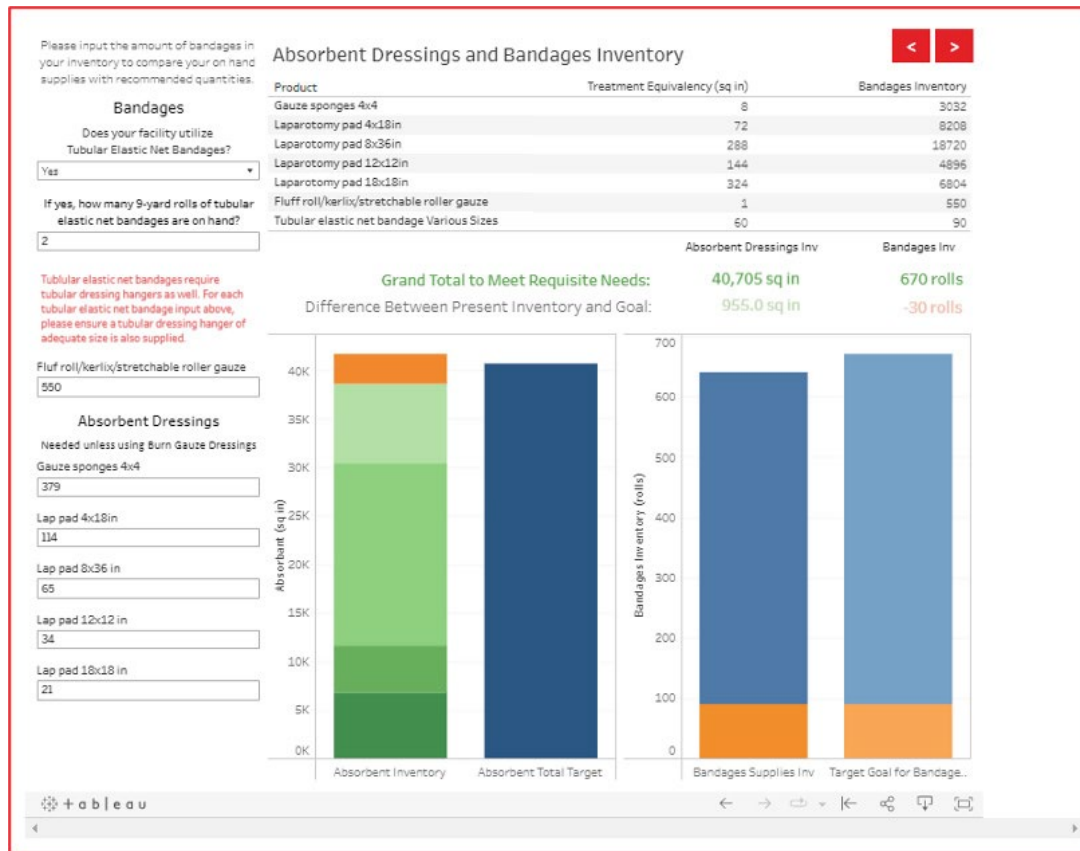 Please input the amount of bandages in
your inventory to compare your on hand
supplies with recommended quantities.
Bandages
Does your facility utilize
Tubular Elastic Net Bandages?
Yes
If yes, how many 9-yard rolls of tubular
elastic net bandages are on hand?
2
Tublular elastic net bandages require
tubular dressing hangers as well. For each
tubular elastic net bandage input above,
please ensure a tubular dressing hanger of
adequate size is also supplied.
Fluf roll/kerlix/stretchable roller gauze
550
Absorbent Dressings
Needed unless using Burn Gauze Dressings
Gauze sponges 4x4
379
Lap pad 4x18in
114
Lap pad 8x36 in
65
Lap pad 12x12 in
34
Lap pad 18x18 in
21
Absorbent Dressings and Bandages Inventory
< >
Product Treatment Equivalency (sq in) Bandages Inventory
Gauze sponges 4x4 8 3032
Laparotomy pad 4x18in 72 8208
Laparotomy pad 8x36in 288 18720
Laparotomy pad 12x12in 144 4896
Laparotomy pad 18x18in 324 6804
Fluff roll/kerlix/stretchable roller gauze 1 550
Tubular elastic net bandage Various Sizes 60 90
Absorbent Dressings Inv Bandages Inv
Grand Total to Meet Requisite Needs: 40,705 sq in 670 rolls
Difference Between Present Inventory and Goal: 955.0 sq in -30 rolls
Absorbant (sq in)
40K
35K
30K
25K
20K
15K
10K
5K
0K
Absorbent Inventory Absorbent Total Target
Bandages Inventory (rolls)
700
600
500
400
300
200
100
0
Bandages Supplies Inv Target Goal for Bandage..
+ableau